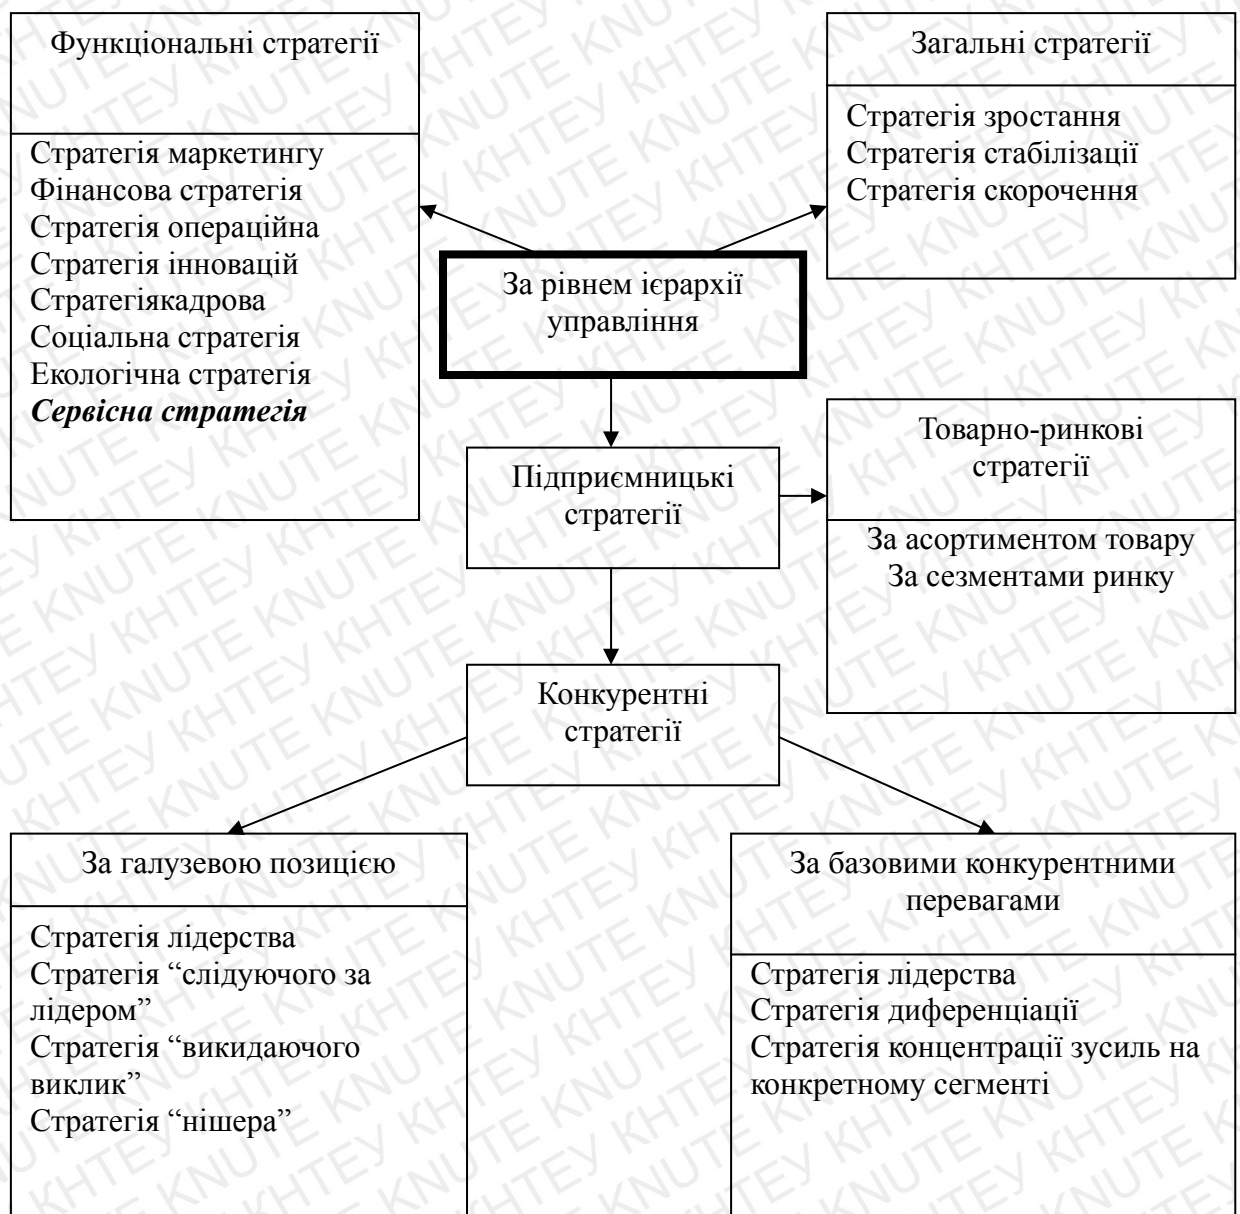 Функціональні стратегії
Стратегія маркетингу
Фінансова стратегія
Стратегія операційна
Стратегія інновацій
Стратегіякадрова
Соціальна стратегія
Екологічна стратегія
Сервісна стратегія
Загальні стратегії
Стратегія зростання
Стратегія стабілізації
Стратегія скорочення
За рівнем ієрархії
управління
Підприємницькі
стратегії
Товарно-ринкові
стратегії
За асортиментом товару
За сезментами ринку
Конкурентні
стратегії
За галузевою позицією
Стратегія лідерства
Стратегія “слідуючого за
лідером”
Стратегія “викидаючого
виклик”
Стратегія “нішера”
За базовими конкурентними
перевагами
Стратегія лідерства
Стратегія диференціації
Стратегія концентрації зусиль на
конкретному сегменті